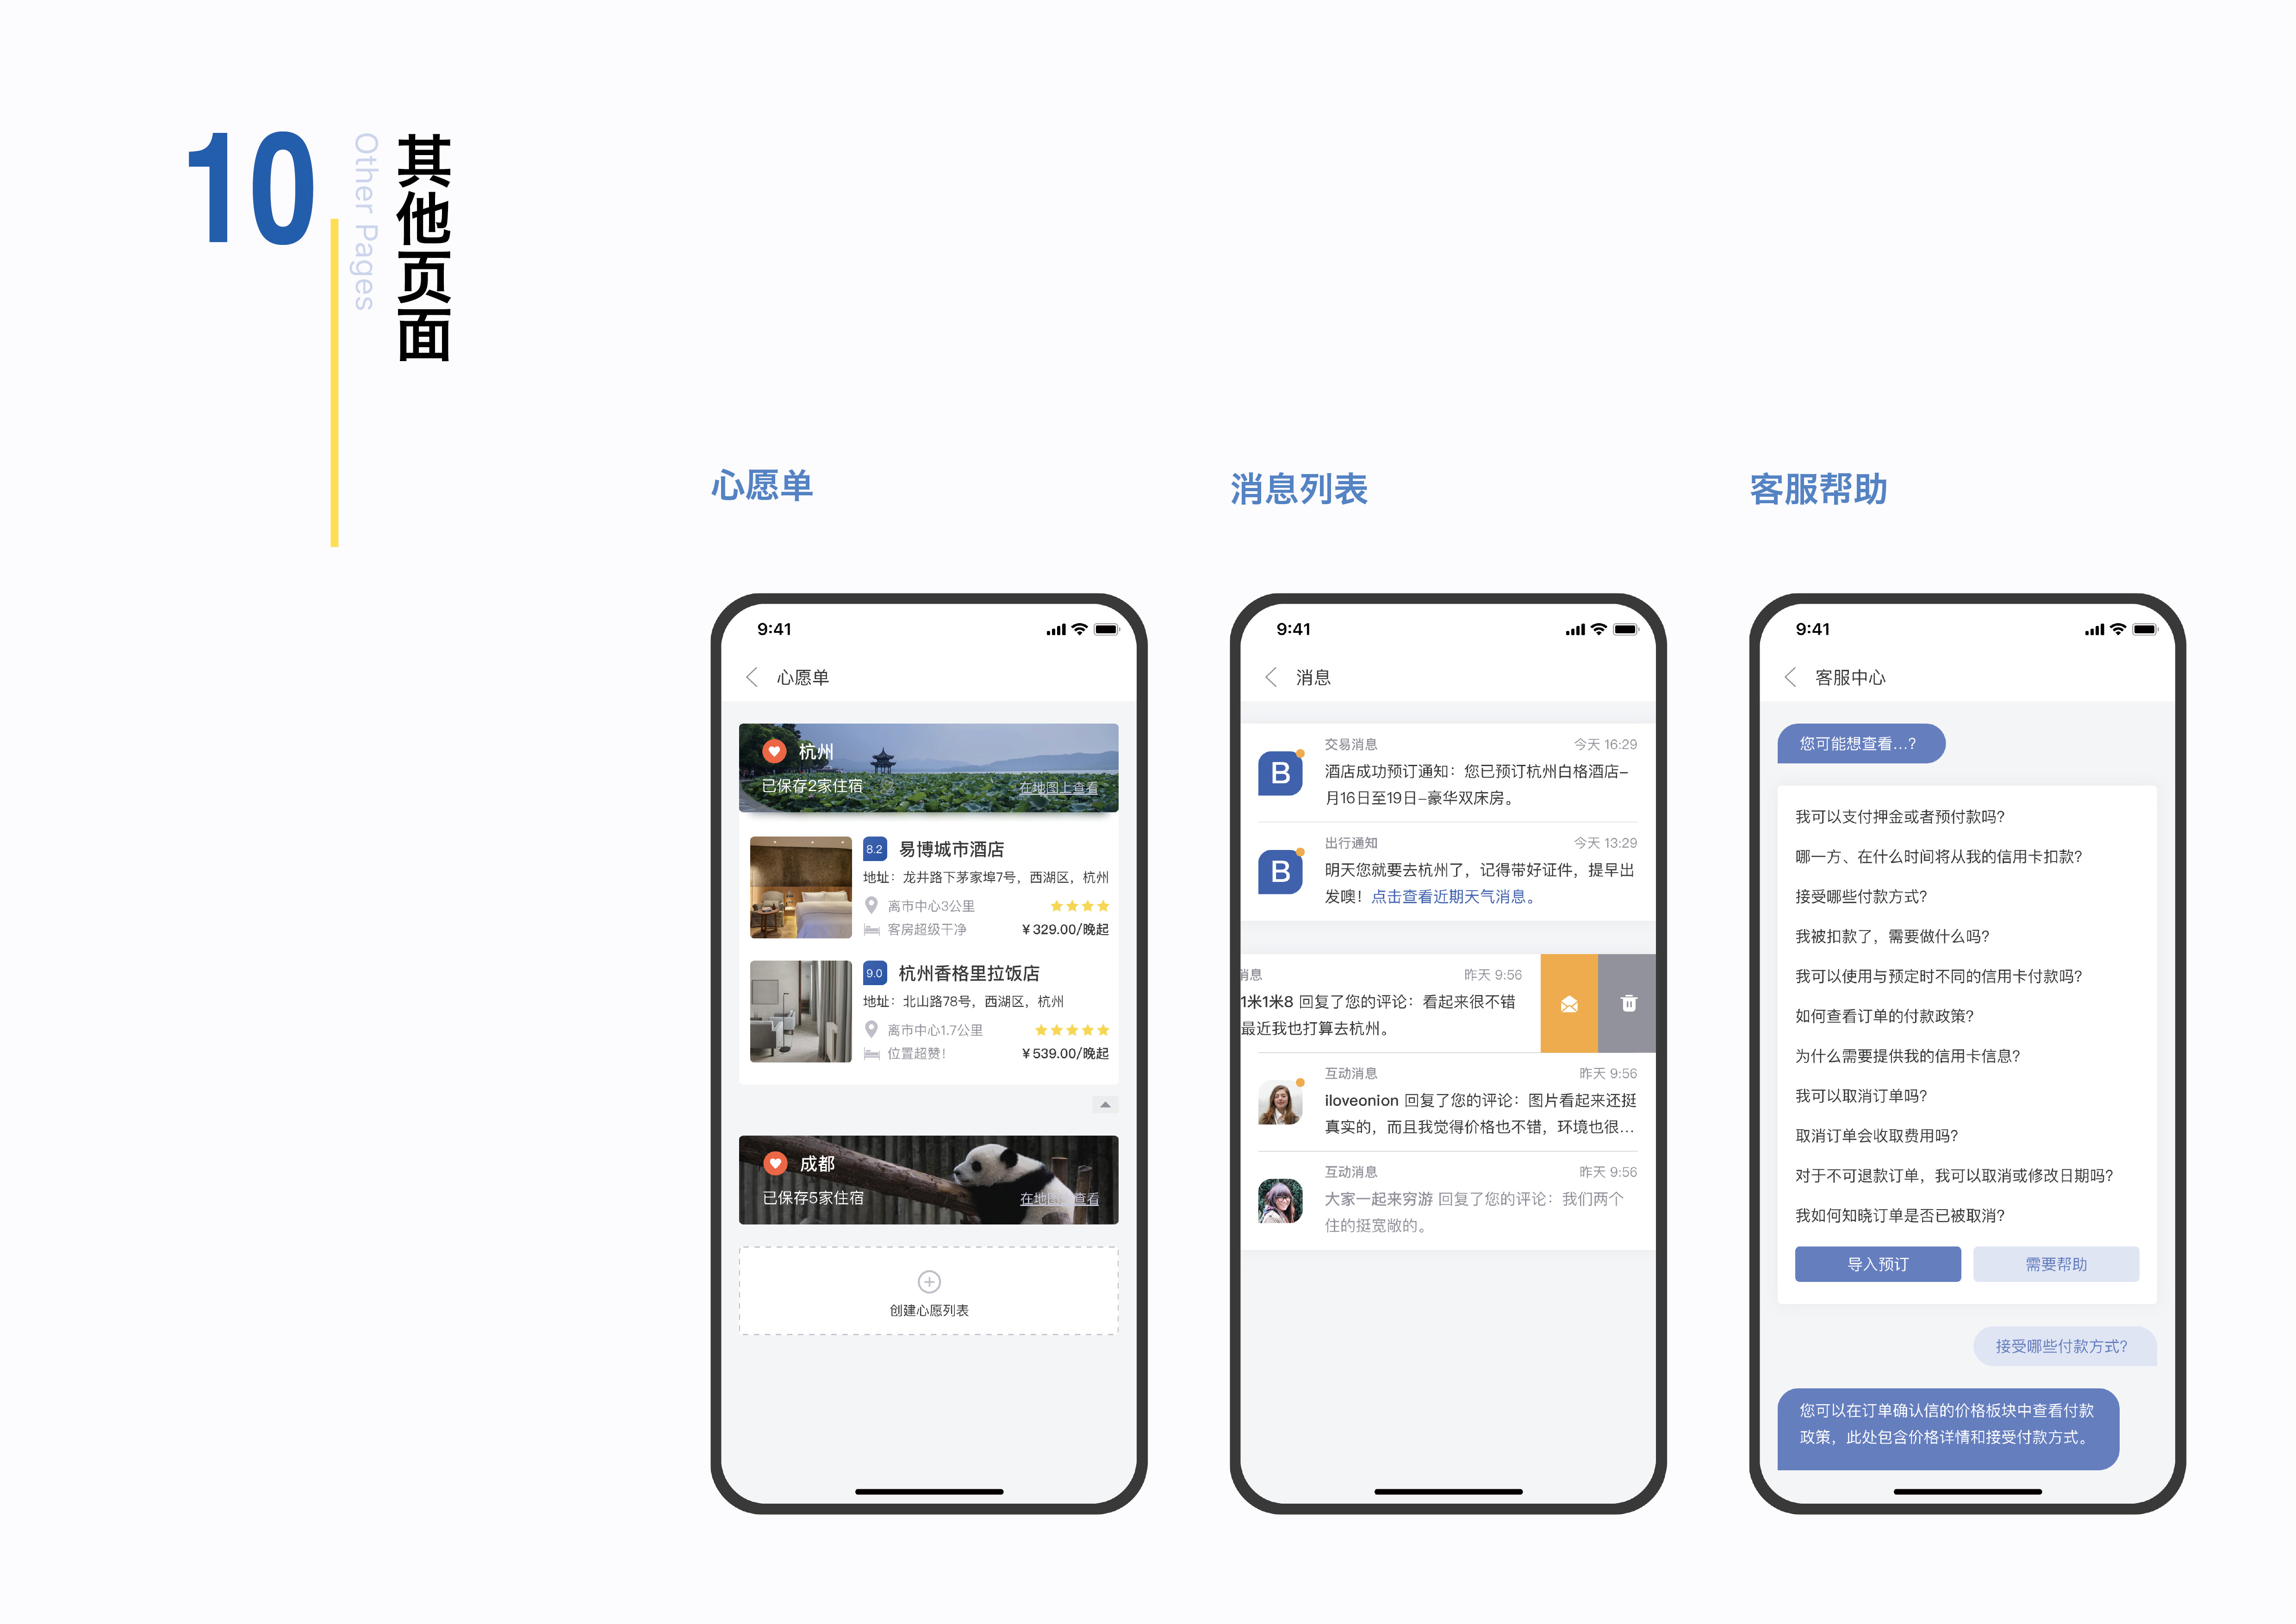 10
Other Pages
其他页面
心愿单
9:41
心愿单
杭州
已保存2家住宿
在地图上查看
8.2 易博城市酒店
地址：龙井路下茅家埠7号，西湖区，杭州
离市中心3公里
客房超级干净 ¥329.00/晚起
9.0 杭州香格里拉饭店
地址：北山路78号，西湖区，杭州
离市中心1.7公里
位置超赞！ ¥539.00/晚起
成都
已保存5家住宿
在地图上查看
创建心愿列表
消息列表
9:41
消息
交易消息 今天 16:29
B
酒店成功预订通知：您已预订杭州白格酒店–
月16日至19日–豪华双床房。
出行通知 今天 13:29
B
明天您就要去杭州了，记得带好证件，提早出
发噢！点击查看近期天气消息。
消息 昨天 9:56
1米1米8 回复了您的评论：看起来很不错
最近我也打算去杭州。
互动消息 昨天 9:56
iloveonion 回复了您的评论：图片看起来还挺
真实的，而且我觉得价格也不错，环境也很...
互动消息 昨天 9:56
大家一起来穷游 回复了您的评论：我们两个
住的挺宽敞的。
客服帮助
9:41
客服中心
您可能想查看...？
我可以支付押金或者预付款吗？
哪一方、在什么时间将从我的信用卡扣款？
接受哪些付款方式？
我被扣款了，需要做什么吗？
我可以使用与预定时不同的信用卡付款吗？
如何查看订单的付款政策？
为什么需要提供我的信用卡信息？
我可以取消订单吗？
取消订单会收取费用吗？
对于不可退款订单，我可以取消或修改日期吗？
我如何知晓订单是否已被取消？
导入预订 需要帮助
接受哪些付款方式？
您可以在订单确认信的价格板块中查看付款
政策，此处包含价格详情和接受付款方式。